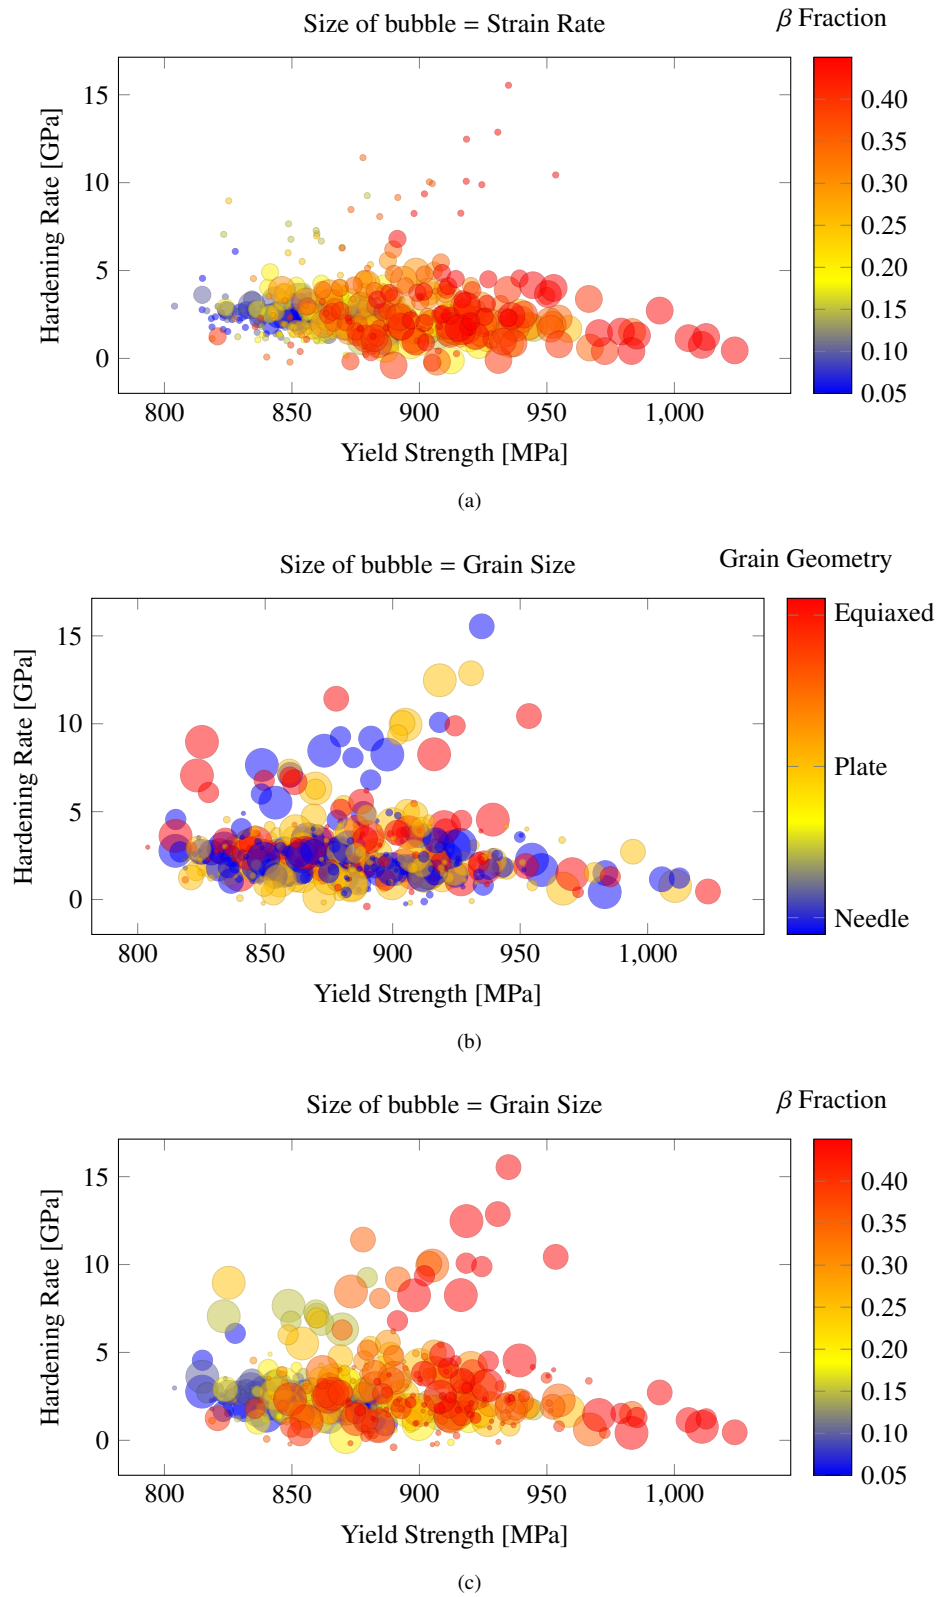 Size of bubble = Strain Rate
β Fraction
Hardening Rate [GPa]
15
10
5
0
800 850 900 950 1,000
Yield Strength [MPa]
0.40
0.35
0.30
0.25
0.20
0.15
0.10
0.05
(a)
Size of bubble = Grain Size
Grain Geometry
Hardening Rate [GPa]
15
10
5
0
800 850 900 950 1,000
Yield Strength [MPa]
Equiaxed
Plate
Needle
(b)
Size of bubble = Grain Size
β Fraction
Hardening Rate [GPa]
15
10
5
0
800 850 900 950 1,000
Yield Strength [MPa]
0.40
0.35
0.30
0.25
0.20
0.15
0.10
0.05
(c)